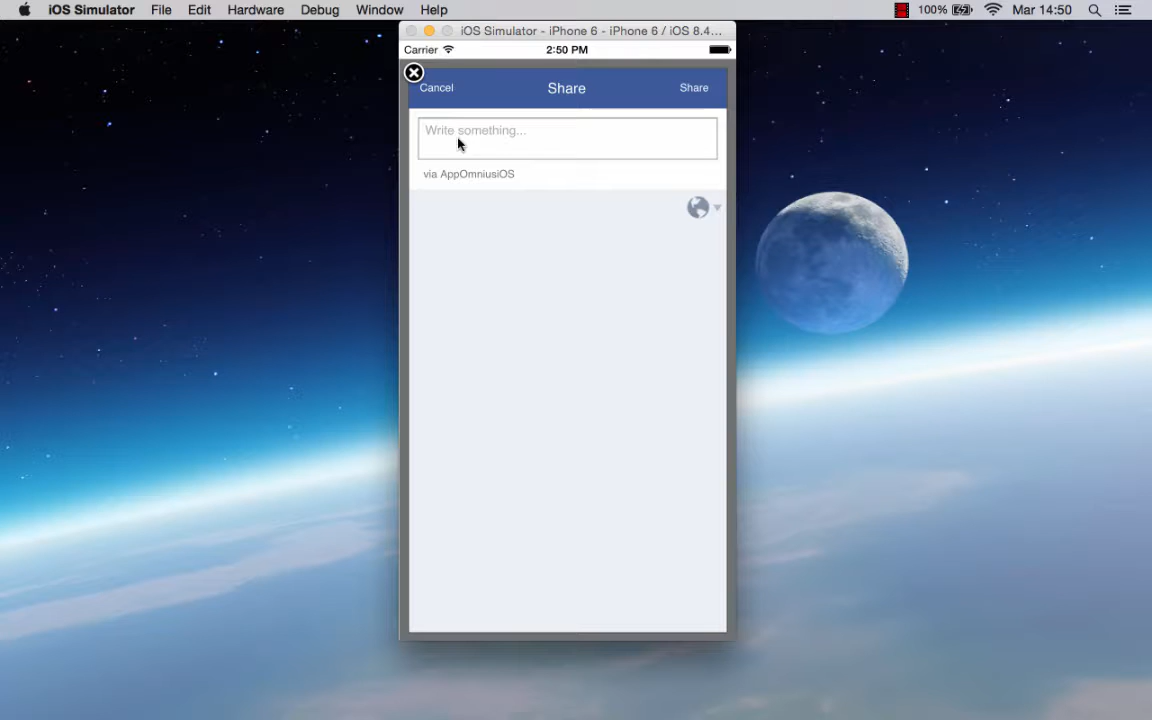 iOS Simulator File Edit Hardware Debug Window Help 100% Mar 14:50
iOS Simulator - iPhone 6 - iPhone 6 / iOS 8.4...
Carrier 2:50 PM
Cancel Share Share
Write something...
via AppOmniusiOS